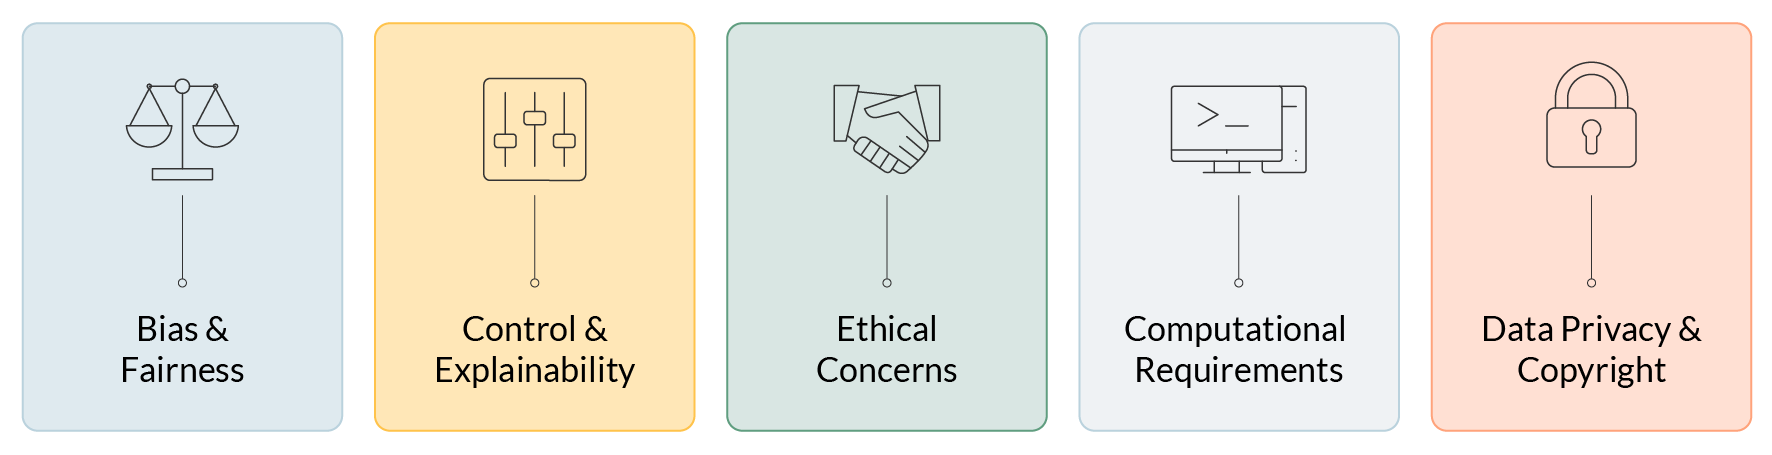 Bias &
Fairness
Control &
Explainability
Ethical
Concerns
Computational
Requirements
Data Privacy &
Copyright